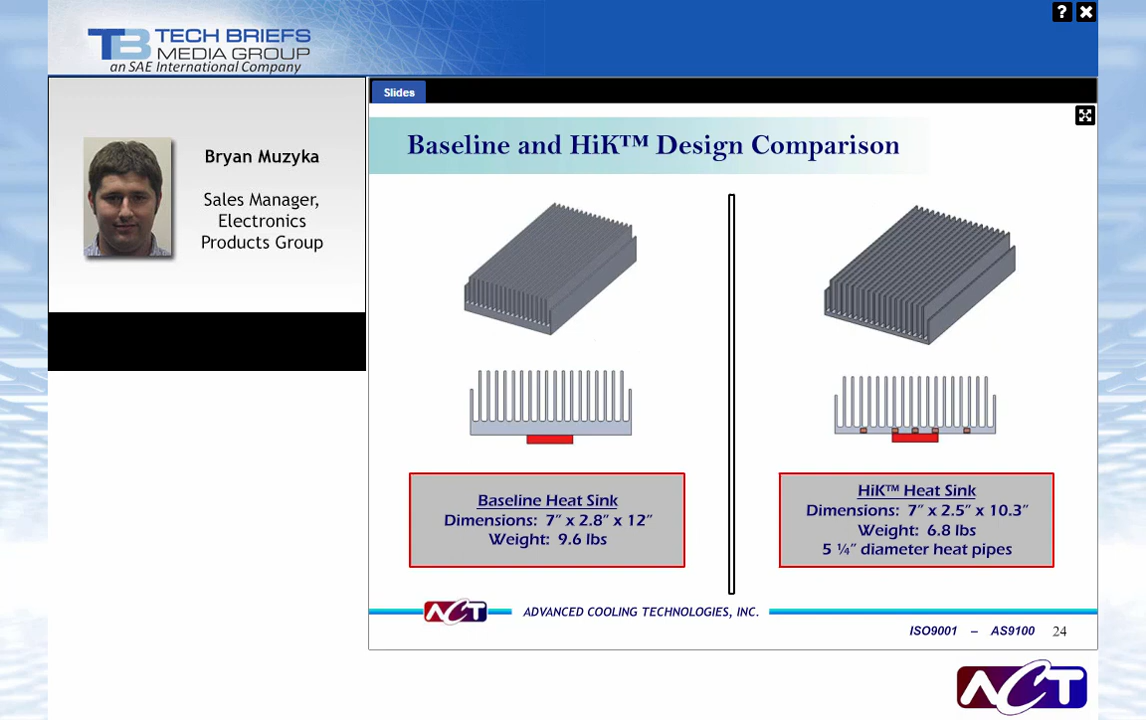 TB TECH BRIEFS
MEDIA GROUP
an SAE International Company
? ×
Slides
Bryan Muzyka
Sales Manager,
Electronics
Products Group
Baseline and HiK™ Design Comparison
Baseline Heat Sink
Dimensions: 7" x 2.8" x 12"
Weight: 9.6 lbs
HiK™ Heat Sink
Dimensions: 7" x 2.5" x 10.3"
Weight: 6.8 lbs
5 ¼" diameter heat pipes
ACT ADVANCED COOLING TECHNOLOGIES, INC.
ISO9001 – AS9100 24
ACT